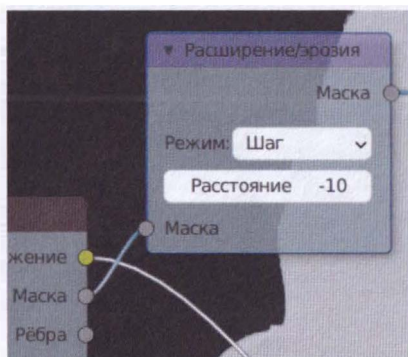 ▼ Расширение/эрозия
Маска
Режим: Шаг
Расстояние -10
Маска
жение
Маска
Рёбра